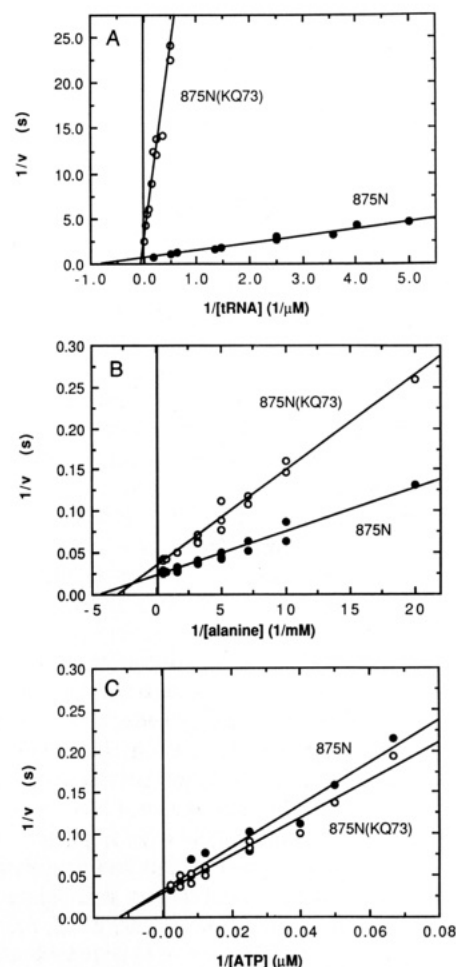 A
25.0
20.0
15.0
10.0
5.0
0.0
1/v (s)
875N(KQ73)
875N
-1.0 0.0 1.0 2.0 3.0 4.0 5.0
1/[tRNA] (1/μM)
B
0.30
0.25
0.20
0.15
0.10
0.05
0.00
1/v (s)
875N(KQ73)
875N
-5 0 5 10 15 20
1/[alanine] (1/mM)
C
0.30
0.25
0.20
0.15
0.10
0.05
0.00
1/v (s)
875N
875N(KQ73)
-0.00 0.02 0.04 0.06 0.08
1/[ATP] (1/μM)